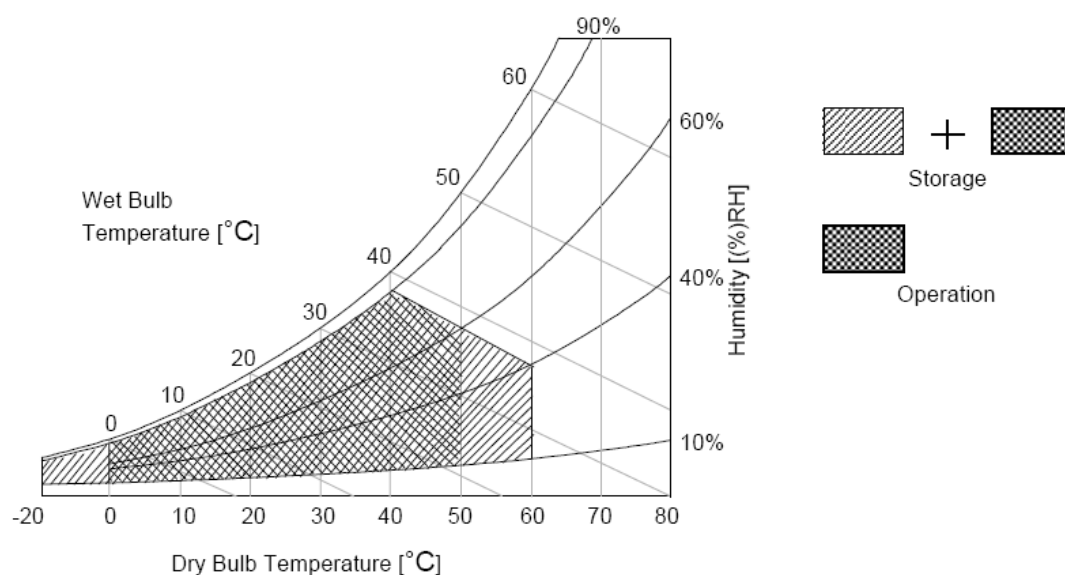 90%
60
60%
50
Wet Bulb
Temperature [°C]
40
40%
30
20
10
0
10%
Humidity [(%)RH]
-20 0 10 20 30 40 50 60 70 80
Dry Bulb Temperature [°C]
+
Storage
Operation